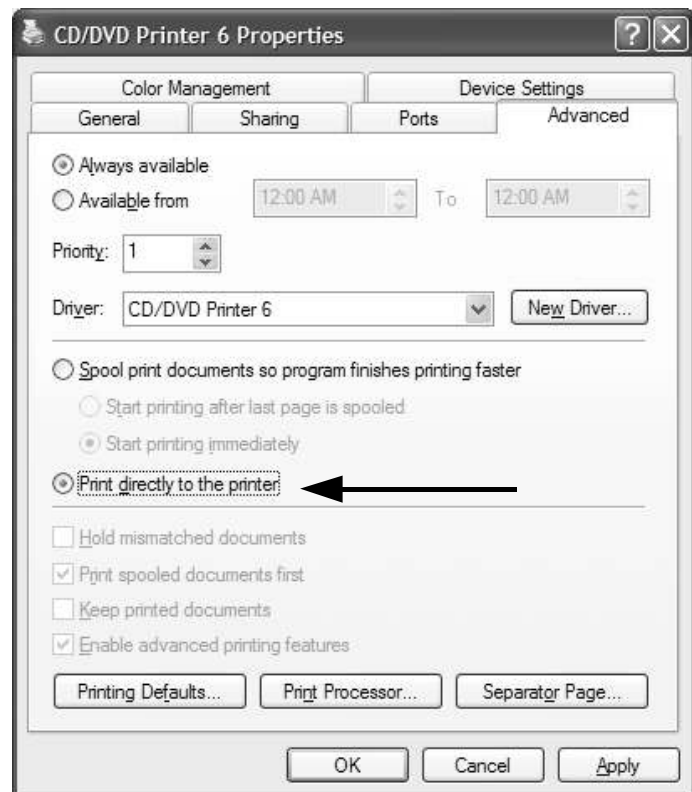 CD/DVD Printer 6 Properties
Color Management Device Settings
General Sharing Ports Advanced
Always available
Available from 12:00 AM To 12:00 AM
Priority: 1
Driver: CD/DVD Printer 6 New Driver...
Spool print documents so program finishes printing faster
Start printing after last page is spooled
Start printing immediately
Print directly to the printer
Hold mismatched documents
Print spooled documents first
Keep printed documents
Enable advanced printing features
Printing Defaults... Print Processor... Separator Page...
OK Cancel Apply